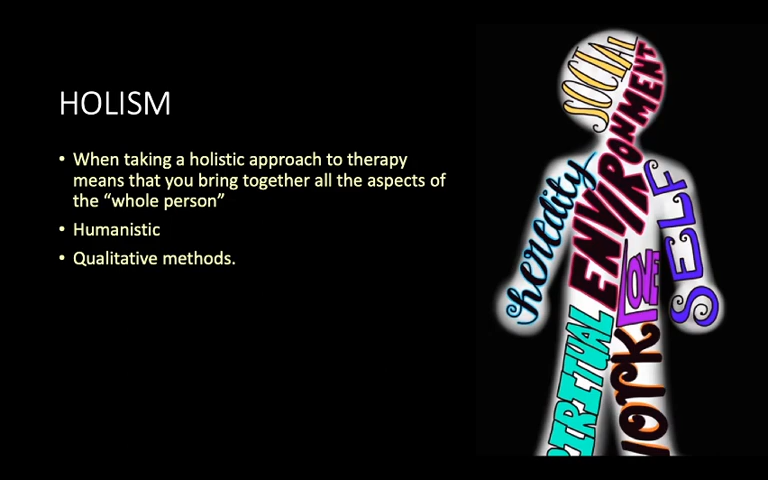 HOLISM
• When taking a holistic approach to therapy
means that you bring together all the aspects of
the “whole person”
• Humanistic
• Qualitative methods.
SOCIAL
ENVIRONMENT
heredity
SELF
LOVE
PIRITUAL
WORK